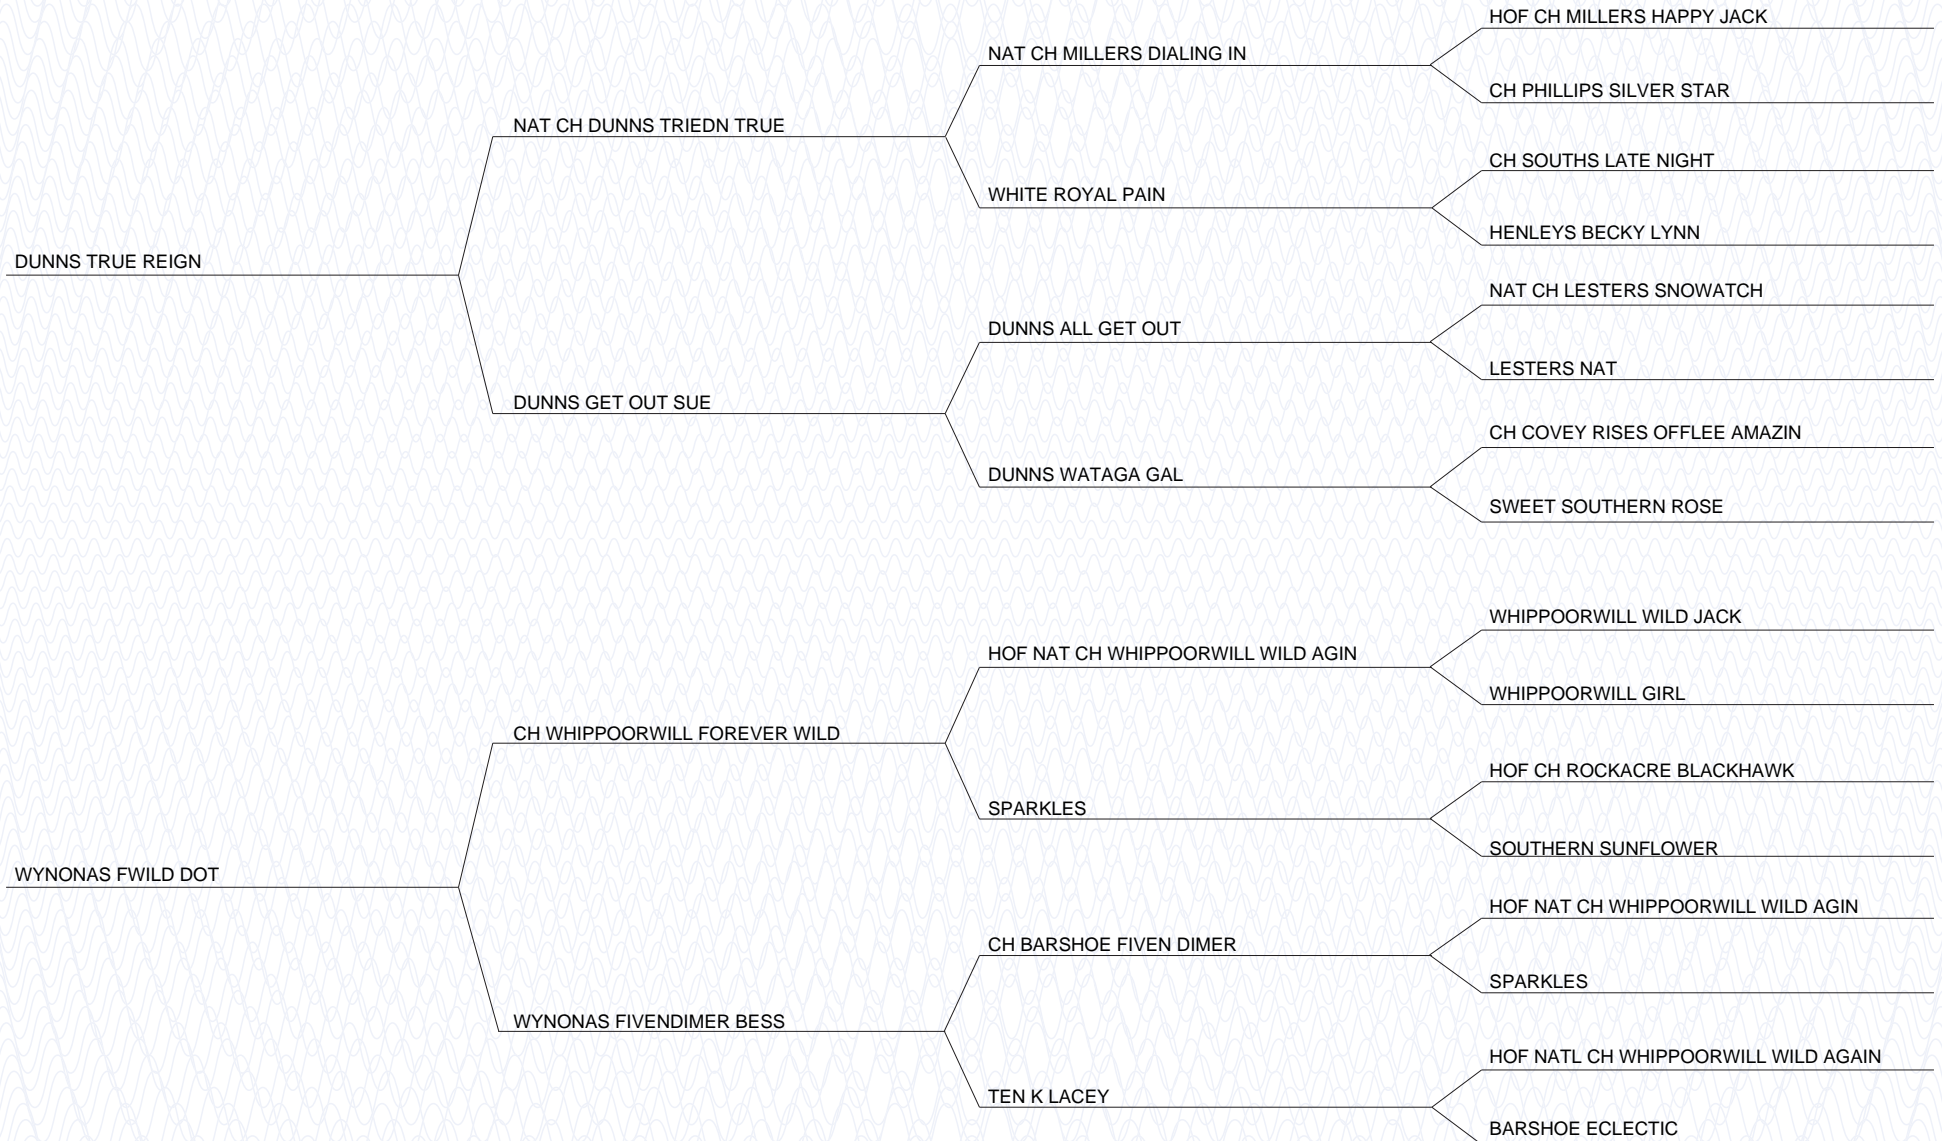 HOF CH MILLERS HAPPY JACK
NAT CH MILLERS DIALING IN
CH PHILLIPS SILVER STAR
NAT CH DUNNS TRIEDN TRUE
CH SOUTHS LATE NIGHT
WHITE ROYAL PAIN
HENLEYS BECKY LYNN
DUNNS TRUE REIGN
NAT CH LESTERS SNOWATCH
DUNNS ALL GET OUT
LESTERS NAT
DUNNS GET OUT SUE
CH COVEY RISES OFFLEE AMAZIN
DUNNS WATAGA GAL
SWEET SOUTHERN ROSE
WHIPPOORWILL WILD JACK
HOF NAT CH WHIPPOORWILL WILD AGIN
WHIPPOORWILL GIRL
CH WHIPPOORWILL FOREVER WILD
HOF CH ROCKACRE BLACKHAWK
SPARKLES
SOUTHERN SUNFLOWER
WYNONAS FWILD DOT
HOF NAT CH WHIPPOORWILL WILD AGIN
CH BARSHOE FIVEN DIMER
SPARKLES
WYNONAS FIVENDIMER BESS
HOF NATL CH WHIPPOORWILL WILD AGAIN
TEN K LACEY
BARSHOE ECLECTIC